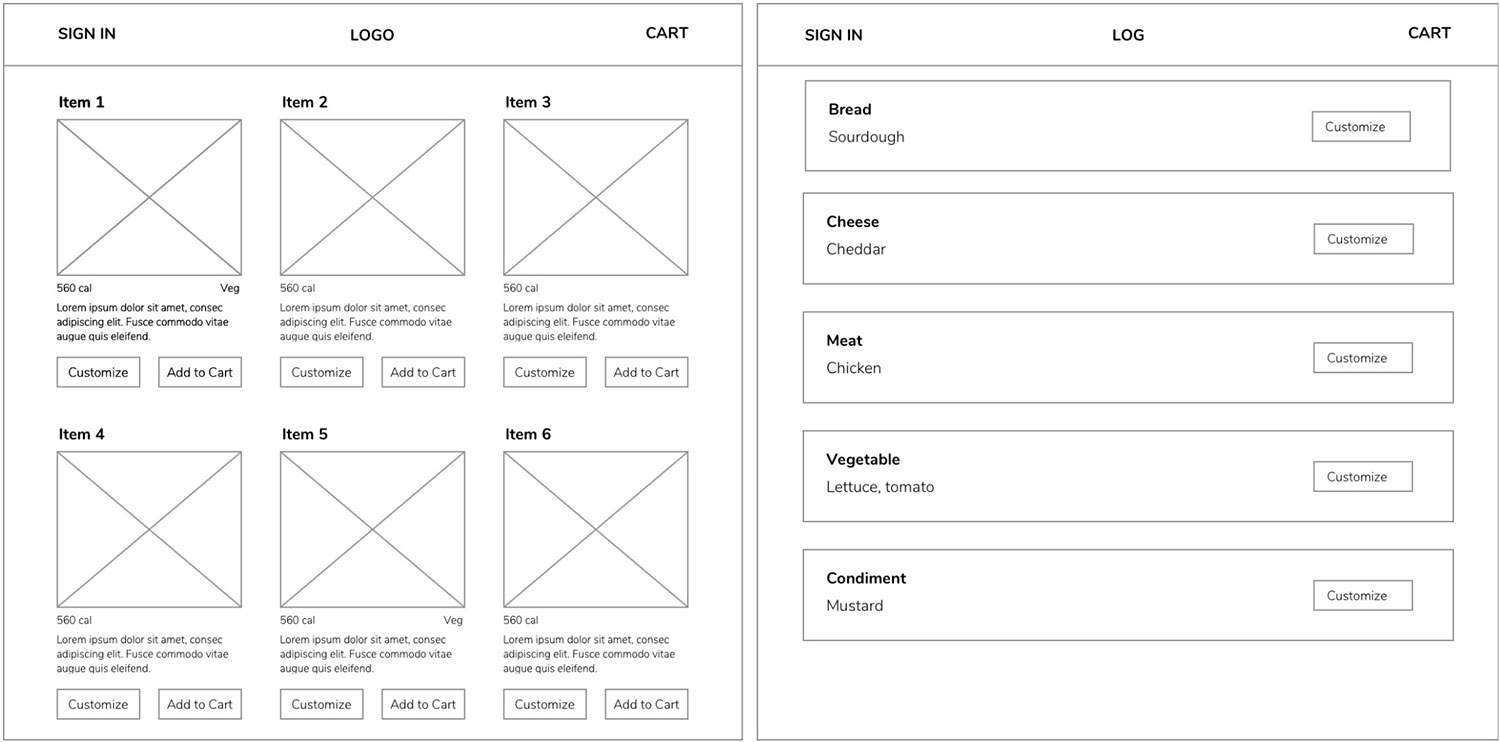 SIGN IN
LOGO
CART
Item 1
Item 2
Item 3
560 cal
Veg
560 cal
560 cal
Lorem ipsum dolor sit amet, consec
adipiscing elit. Fusce commodo vitae
augue quis eleifend.
Lorem ipsum dolor sit amet, consec
adipiscing elit. Fusce commodo vitae
augue quis eleifend.
Lorem ipsum dolor sit amet, consec
adipiscing elit. Fusce commodo vitae
augue quis eleifend.
Customize
Add to Cart
Customize
Add to Cart
Customize
Add to Cart
Item 4
Item 5
Item 6
560 cal
560 cal
Veg
560 cal
Lorem ipsum dolor sit amet, consec
adipiscing elit. Fusce commodo vitae
augue quis eleifend.
Lorem ipsum dolor sit amet, consec
adipiscing elit. Fusce commodo vitae
augue quis eleifend.
Lorem ipsum dolor sit amet, consec
adipiscing elit. Fusce commodo vitae
augue quis eleifend.
Customize
Add to Cart
Customize
Add to Cart
Customize
Add to Cart
SIGN IN
LOG
CART
Bread
Sourdough
Customize
Cheese
Cheddar
Customize
Meat
Chicken
Customize
Vegetable
Lettuce, tomato
Customize
Condiment
Mustard
Customize